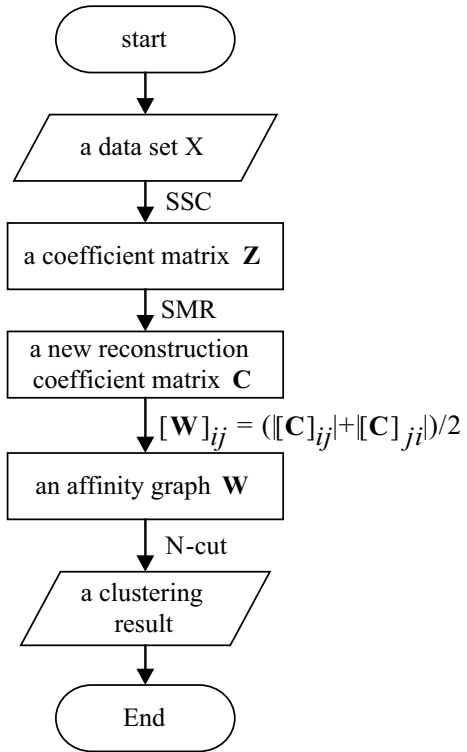 start
a data set X
SSC
a coefficient matrix Z
SMR
a new reconstruction
coefficient matrix C
[W]ij = (|[C]ij|+|[C] ji|)/2
an affinity graph W
N-cut
a clustering
result
End